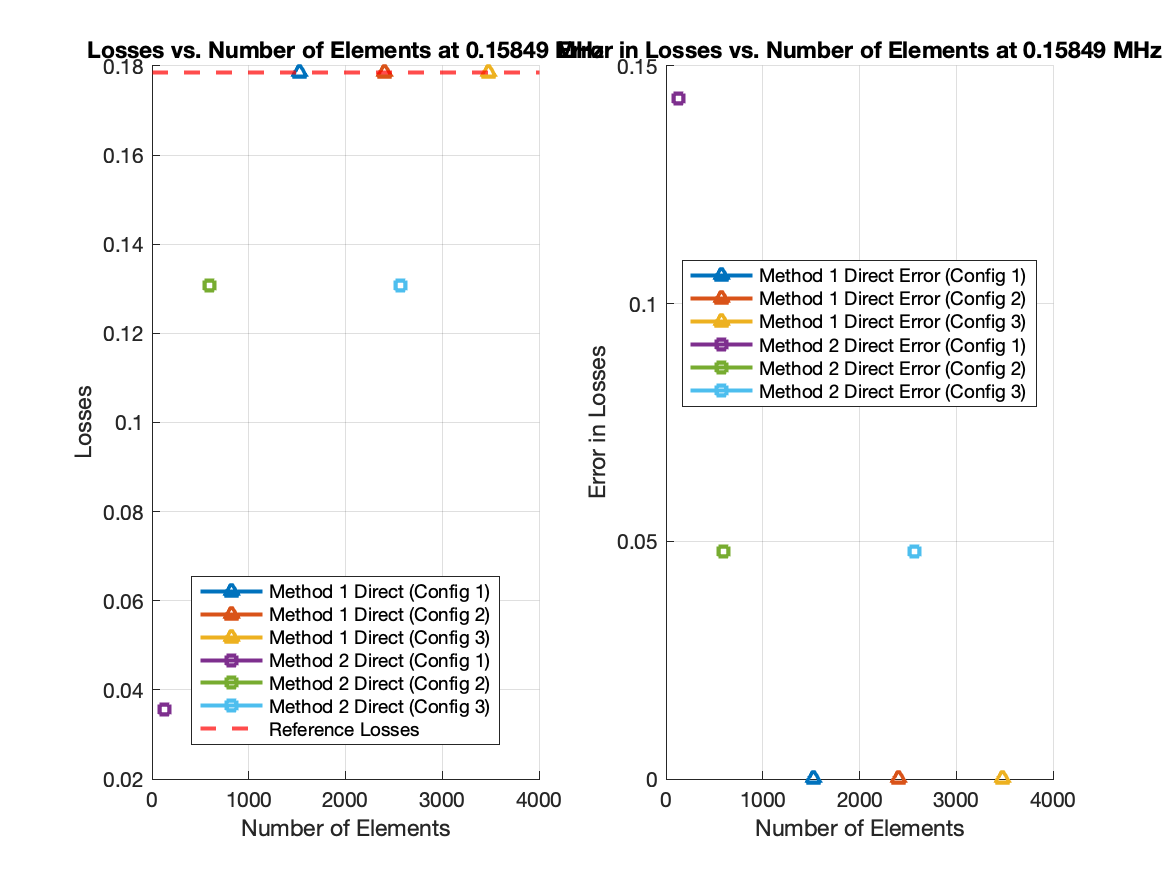 Losses vs. Number of Elements at 0.15849 MHz
Error in Losses vs. Number of Elements at 0.15849 MHz
0.18
0.16
0.14
0.12
0.1
0.08
0.06
0.04
0.02
Losses
0
1000
2000
3000
4000
Number of Elements
Method 1 Direct (Config 1)
Method 1 Direct (Config 2)
Method 1 Direct (Config 3)
Method 2 Direct (Config 1)
Method 2 Direct (Config 2)
Method 2 Direct (Config 3)
Reference Losses
0.15
0.1
0.05
0
Error in Losses
0
1000
2000
3000
4000
Number of Elements
Method 1 Direct Error (Config 1)
Method 1 Direct Error (Config 2)
Method 1 Direct Error (Config 3)
Method 2 Direct Error (Config 1)
Method 2 Direct Error (Config 2)
Method 2 Direct Error (Config 3)